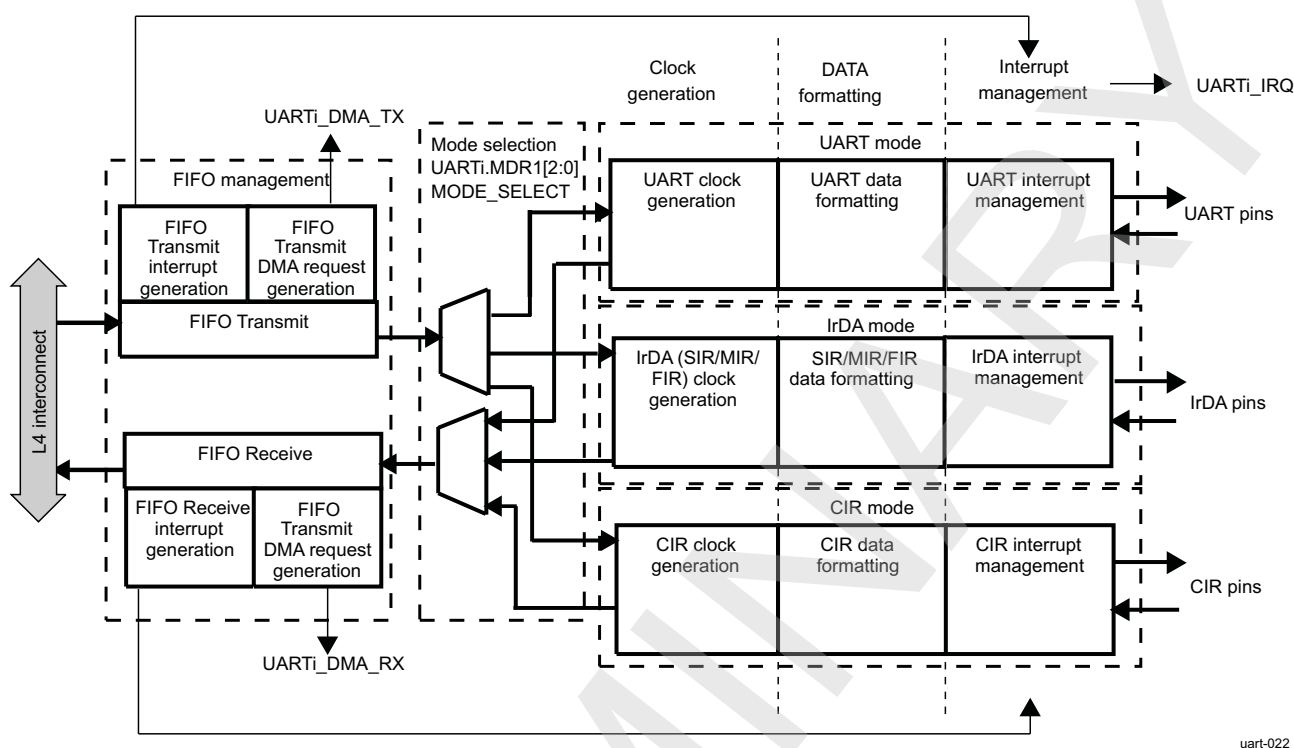 Clock
generation
DATA
formatting
Interrupt
management
UARTi_IRQ
UARTi_DMA_TX
Mode selection
UARTi.MDR1[2:0]
MODE_SELECT
FIFO management
FIFO
Transmit
interrupt
generation
FIFO
Transmit
DMA request
generation
FIFO Transmit
L4 interconnect
FIFO Receive
FIFO Receive
interrupt
generation
FIFO
Transmit
DMA request
generation
UARTi_DMA_RX
UART mode
UART clock
generation
UART data
formatting
UART interrupt
management
UART pins
IrDA mode
IrDA (SIR/MIR/
FIR) clock
generation
SIR/MIR/FIR
data formatting
IrDA interrupt
management
IrDA pins
CIR mode
CIR clock
generation
CIR data
formatting
CIR interrupt
management
CIR pins
uart-022
MINARY